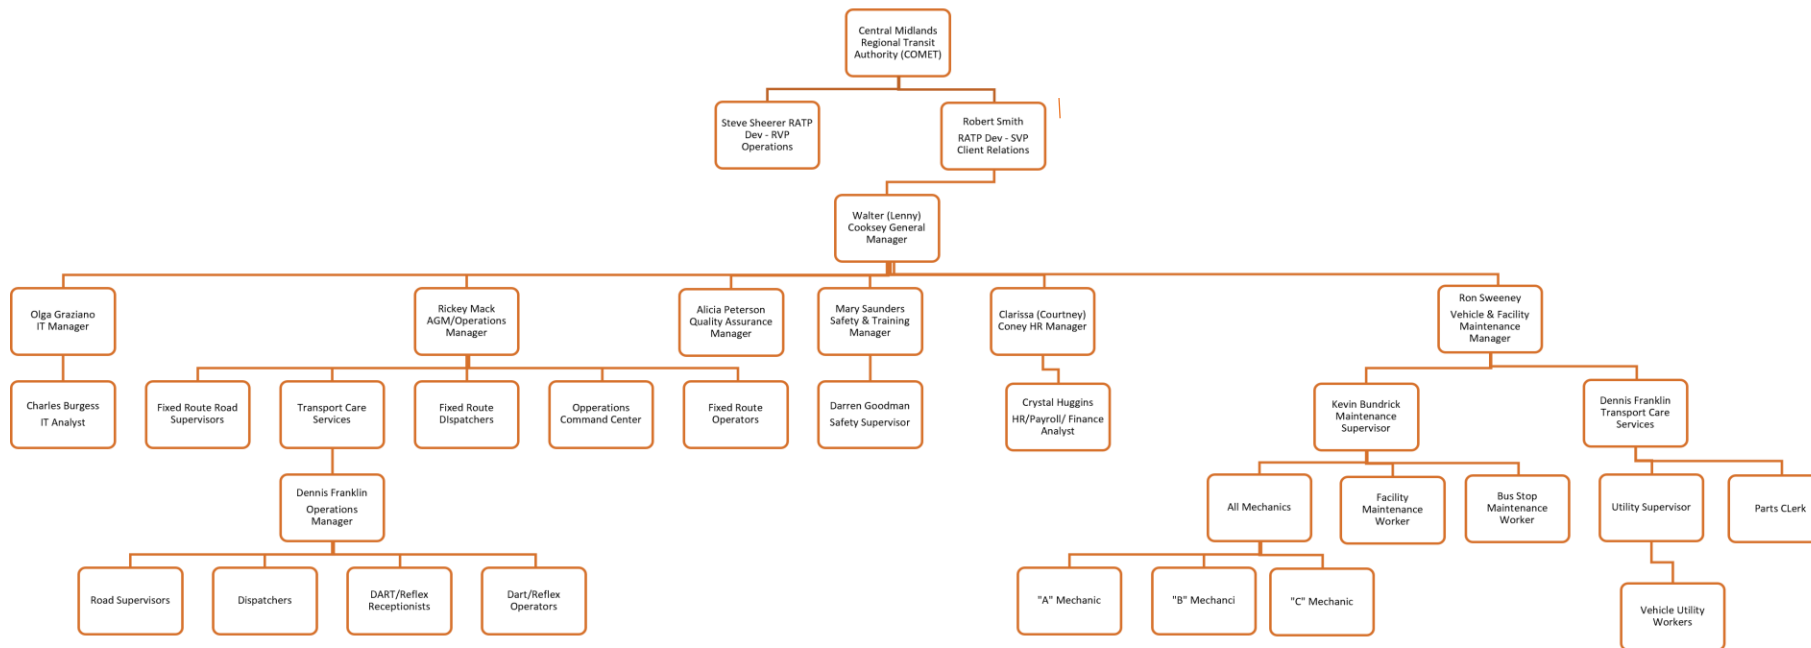 Central Midlands
Regional Transit
Authority (COMET)
Steve Sheerer RATP
Dev - RVP
Operations
Robert Smith
RATP Dev - SVP
Client Relations
Walter (Lenny)
Cooksey General
Manager
Olga Graziano
IT Manager
Rickey Mack
AGM/Operations
Manager
Alicia Peterson
Quality Assurance
Manager
Mary Saunders
Safety & Training
Manager
Clarissa (Courtney)
Coney HR Manager
Ron Sweeney
Vehicle & Facility
Maintenance
Manager
Charles Burgess
IT Analyst
Fixed Route Road
Supervisors
Transport Care
Services
Fixed Route
DIspatchers
Opperations
Command Center
Fixed Route
Operators
Darren Goodman
Safety Supervisor
Crystal Huggins
HR/Payroll/ Finance
Analyst
Kevin Bundrick
Maintenance
Supervisor
Dennis Franklin
Transport Care
Services
Dennis Franklin
Operations
Manager
All Mechanics
Facility
Maintenance
Worker
Bus Stop
Maintenance
Worker
Utility Supervisor
Parts CLerk
Road Supervisors
Dispatchers
DART/Reflex
Receptionists
Dart/Reflex
Operators
"A" Mechanic
"B" Mechanci
"C" Mechanic
Vehicle Utility
Workers